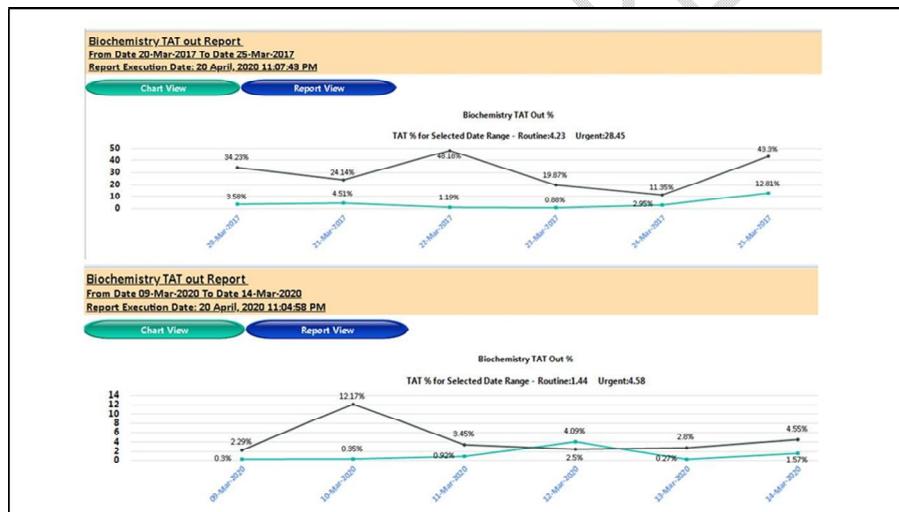 Biochemistry TAT out Report
From Date 20-Mar-2017 To Date 25-Mar-2017
Report Execution Date: 20 April, 2020 11:07:43 PM
Chart View Report View
Biochemistry TAT Out %
TAT % for Selected Date Range - Routine:4.23 Urgent:28.45
50
40
30
20
10
0
34.23% 24.14% 48.18% 19.87% 11.35% 43.3%
3.58% 4.51% 1.19% 0.88% 2.95% 12.81%
20-Mar-2017 21-Mar-2017 22-Mar-2017 23-Mar-2017 24-Mar-2017 25-Mar-2017
Biochemistry TAT out Report
From Date 09-Mar-2020 To Date 14-Mar-2020
Report Execution Date: 20 April, 2020 11:04:58 PM
Chart View Report View
Biochemistry TAT Out %
TAT % for Selected Date Range - Routine:1.44 Urgent:4.58
14
12
10
8
6
4
2
0
2.29% 12.17% 3.45% 4.09% 2.8% 4.55%
0.3% 0.35% 0.92% 2.5% 0.27% 1.57%
09-Mar-2020 10-Mar-2020 11-Mar-2020 12-Mar-2020 13-Mar-2020 14-Mar-2020